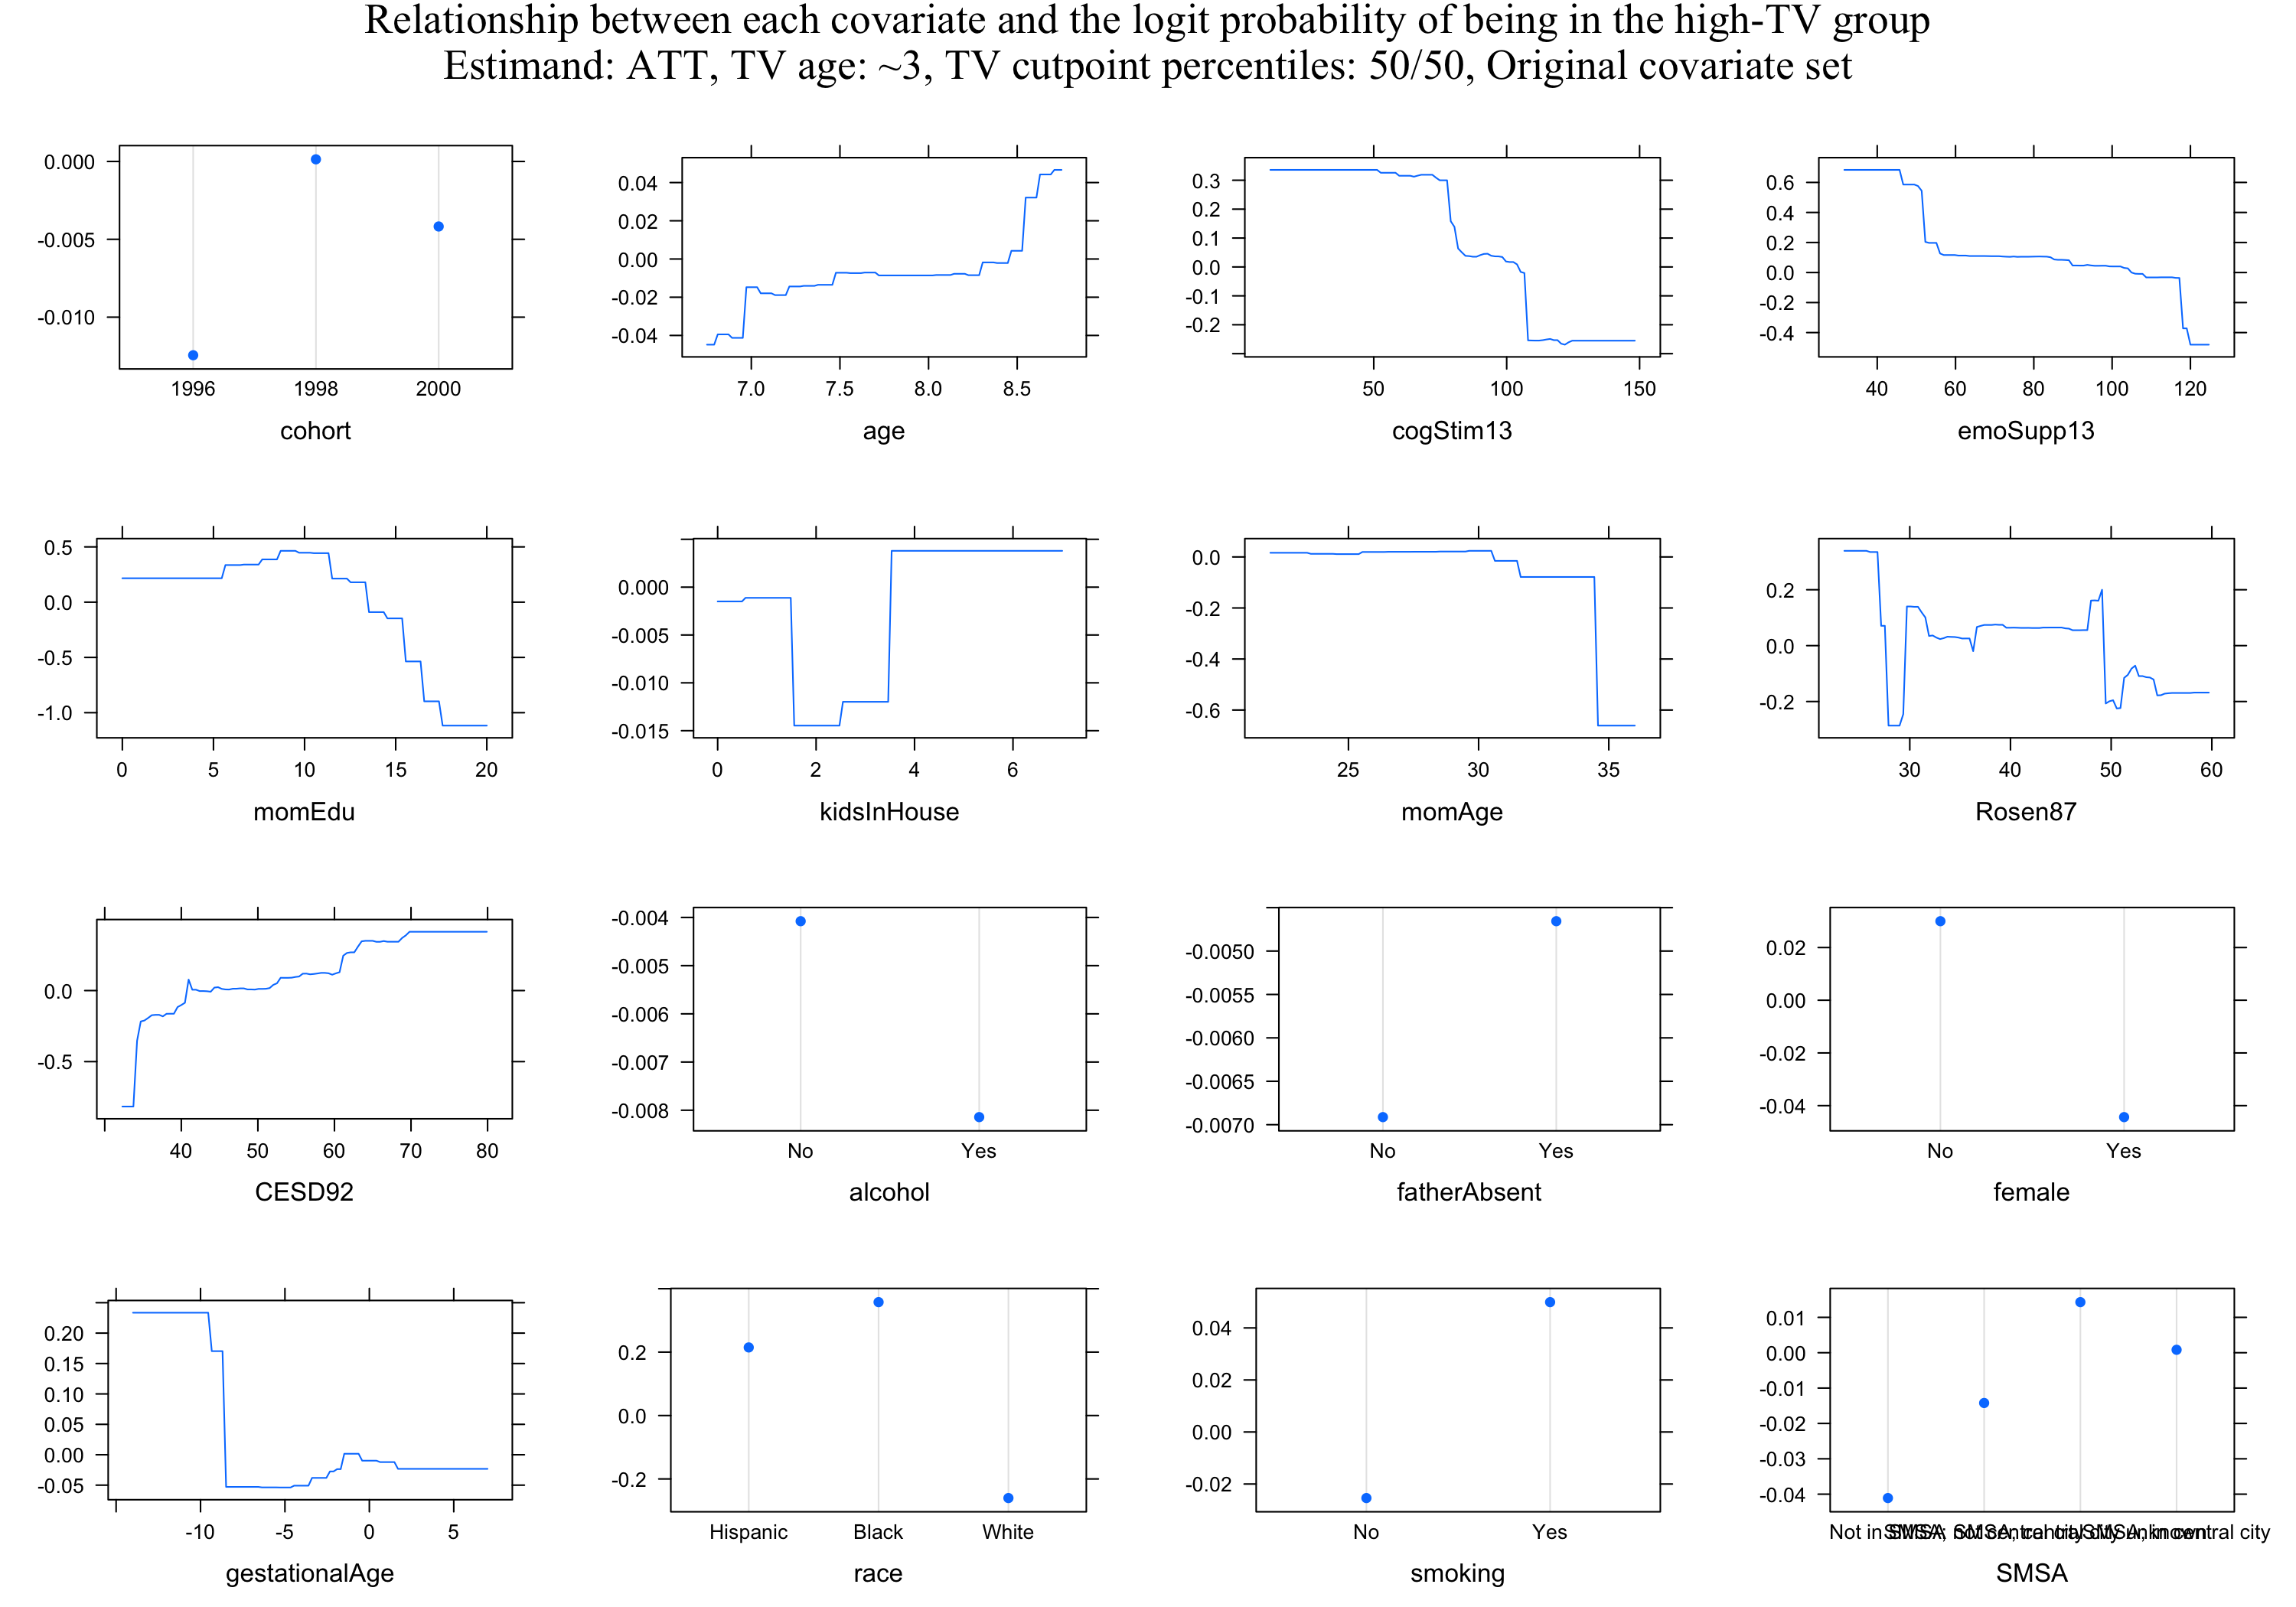 Relationship between each covariate and the logit probability of being in the high-TV group
Estimand: ATT, TV age: ~3, TV cutpoint percentiles: 50/50, Original covariate set
0.000
-0.005
-0.010
1996 1998 2000
cohort
0.04
0.02
0.00
-0.02
-0.04
7.0 7.5 8.0 8.5
age
0.3
0.2
0.1
0.0
-0.1
-0.2
50 100 150
cogStim13
0.6
0.4
0.2
0.0
-0.2
-0.4
40 60 80 100 120
emoSupp13
0.5
0.0
-0.5
-1.0
0 5 10 15 20
momEdu
0.000
-0.005
-0.010
-0.015
0 2 4 6
kidsInHouse
0.0
-0.2
-0.4
-0.6
25 30 35
momAge
0.2
0.0
-0.2
30 40 50 60
Rosen87
0.0
-0.5
40 50 60 70 80
CESD92
-0.004
-0.005
-0.006
-0.007
-0.008
No Yes
alcohol
-0.0050
-0.0055
-0.0060
-0.0065
-0.0070
No Yes
fatherAbsent
0.02
0.00
-0.02
-0.04
No Yes
female
0.20
0.15
0.10
0.05
0.00
-0.05
-10 -5 0 5
gestationalAge
0.2
0.0
-0.2
Hispanic Black White
race
0.04
0.02
0.00
-0.02
No Yes
smoking
0.01
0.00
-0.01
-0.02
-0.03
-0.04
Not in central city
SMSA